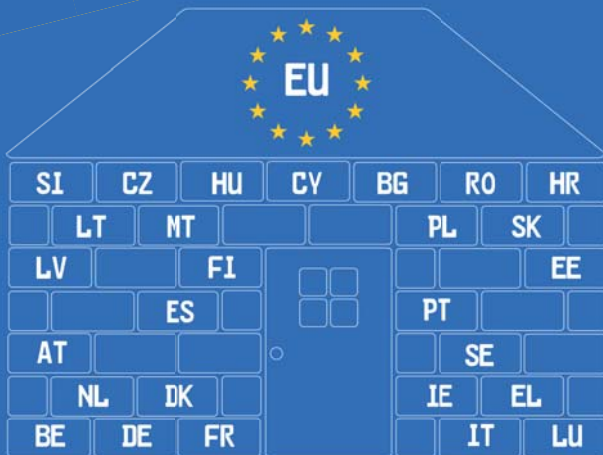 EU
SI CZ HU CY BG RO HR
LT MT PL SK
LV FI EE
ES PT
AT SE
NL DK IE EL
BE DE FR IT LU